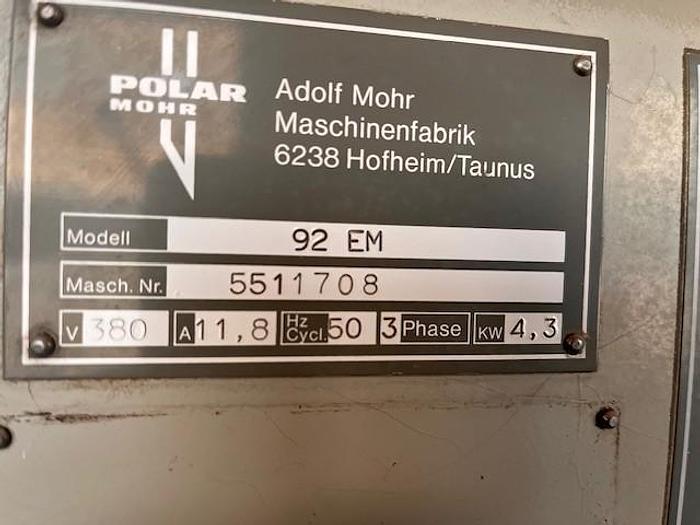 POLAR
MOHR
Adolf Mohr
Maschinenfabrik
6238 Hofheim/Taunus
Modell 92 EM
Masch. Nr. 5511708
V 380 A 11,8 Hz Cycl. 50 3 Phase KW 4,3